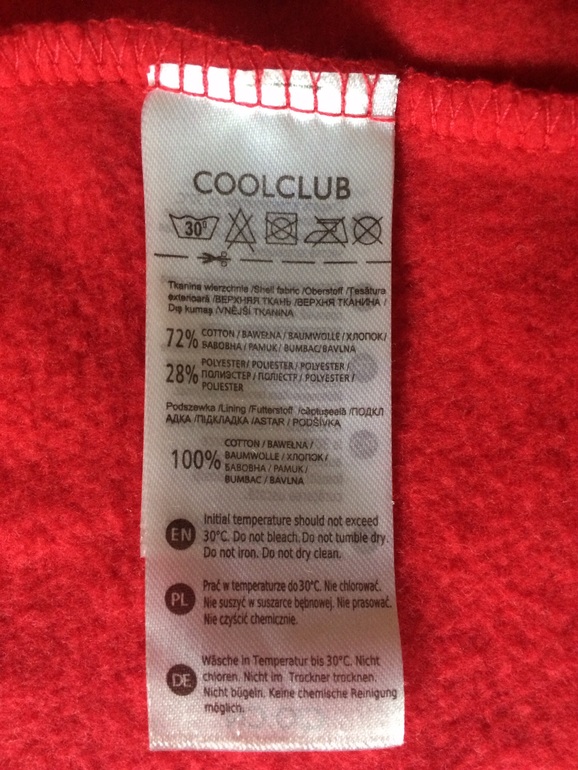 COOLCLUB
30°
Tkanina wierzchnia /Shell fabric /Oberstoff /Ţesătura
exterioară /ВЕРХНЯЯ ТКАНЬ /ВЕРХНЯ ТКАНИНА /
Dış kumaş /VNĚJŠÍ TKANINA
72% COTTON / BAWEŁNA / BAUMWOLLE / ХЛОПОК/
БАВОВНА / PAMUK / BUMBAC/BAVLNA
28% POLYESTER/ POLIESTER / POLYESTER /
ПОЛИЭСТЕР / ПОЛІЕСТР / POLYESTER /
POLIESTER
Podszewka /Lining /Futterstoff /căptuşeală /ПОДКЛ
АДКА /ПІДКЛАДКА /ASTAR / PODŠÍVKA
100% COTTON / BAWEŁNA /
BAUMWOLLE / ХЛОПОК /
БАВОВНА / PAMUK /
BUMBAC / BAVLNA
EN Initial temperature should not exceed
30°C. Do not bleach. Do not tumble dry.
Do not iron. Do not dry clean.
PL Prać w temperaturze do 30°C. Nie chlorować.
Nie suszyć w suszarce bębnowej. Nie prasować.
Nie czyścić chemicznie.
DE Wäsche in Temperatur bis 30°C. Nicht
chloren. Nicht im Trockner trocknen.
Nicht bügeln. Keine chemische Reinigung
möglich.